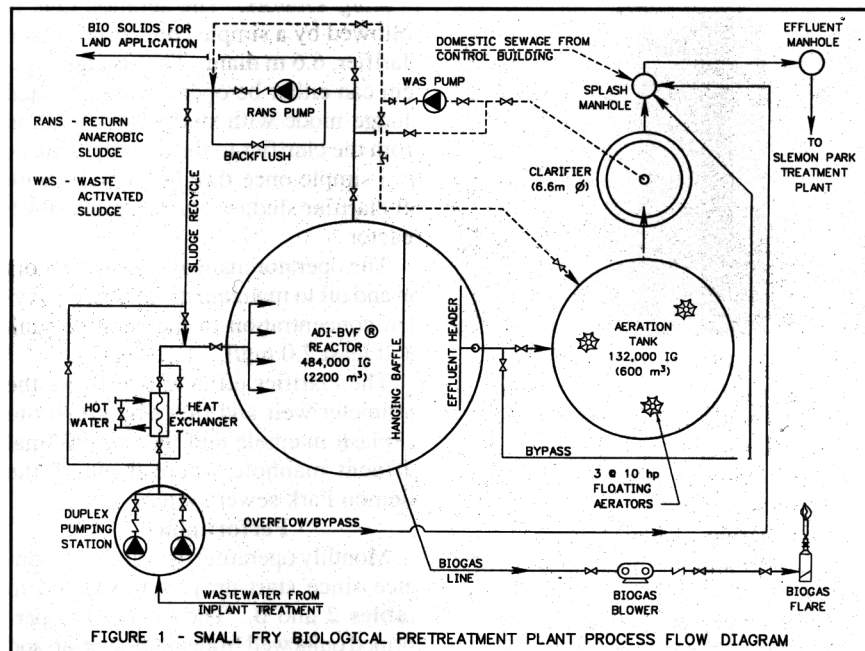 BIO SOLIDS FOR
LAND APPLICATION
DOMESTIC SEWAGE FROM
CONTROL BUILDING
EFFLUENT
MANHOLE
SPLASH
MANHOLE
WAS PUMP
RANS PUMP
RANS - RETURN
ANAEROBIC
SLUDGE
WAS - WASTE
ACTIVATED
SLUDGE
BACKFLUSH
TO
SLEMON PARK
TREATMENT
PLANT
CLARIFIER
(6.6m Ø)
SLUDGE RECYCLE
ADI-BVF ®
REACTOR
484,000 IG
(2200 m³)
HANGING BAFFLE
EFFLUENT HEADER
AERATION
TANK
132,000 IG
(600 m³)
HOT
WATER
HEAT
EXCHANGER
BYPASS
3 @ 10 hp
FLOATING
AERATORS
DUPLEX
PUMPING
STATION
OVERFLOW/BYPASS
BIOGAS
LINE
BIOGAS
BLOWER
BIOGAS
FLARE
WASTEWATER FROM
INPLANT TREATMENT
FIGURE 1 - SMALL FRY BIOLOGICAL PRETREATMENT PLANT PROCESS FLOW DIAGRAM